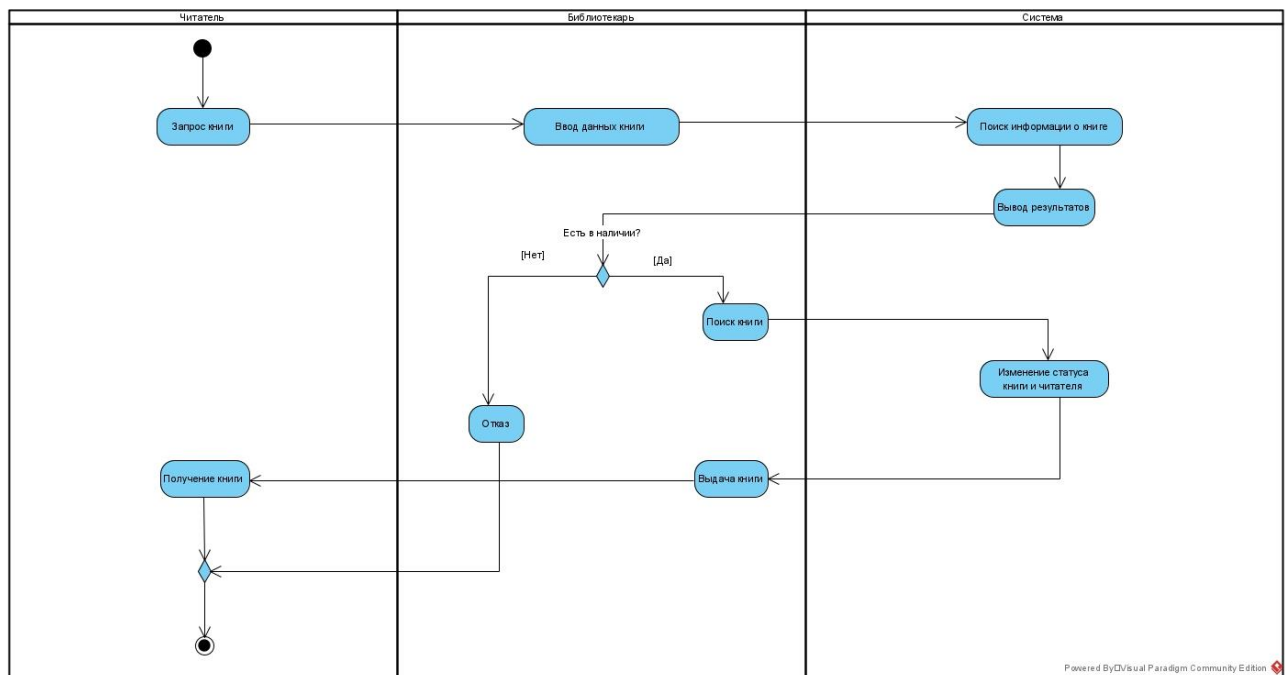 Читатель
Библиотекарь
Система
Запрос книги
Ввод данных книги
Поиск информации о книге
Вывод результатов
Есть в наличии?
[Нет]
[Да]
Поиск книги
Изменение статуса
книги и читателя
Отказ
Получение книги
Выдача книги
Powered By□Visual Paradigm Community Edition